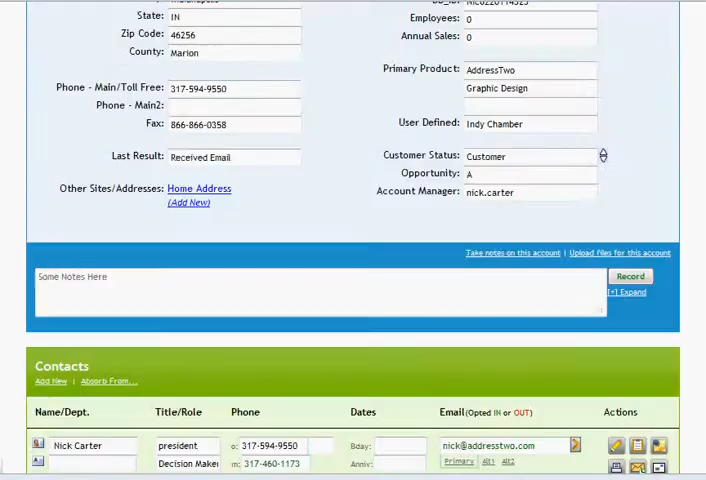 State: IN
Employees: 0
Zip Code: 46256
Annual Sales: 0
County: Marion
Primary Product: AddressTwo
Phone - Main/Toll Free: 317-594-9550
Graphic Design
Phone - Main2:
Fax: 866-866-0358
User Defined: Indy Chamber
Last Result: Received Email
Customer Status: Customer
Opportunity: A
Other Sites/Addresses: Home Address
Account Manager: nick.carter
(Add New)
Take notes on this account | Upload files for this account
Some Notes Here
Record
[+] Expand
Contacts
Add New | Absorb From...
Name/Dept. Title/Role Phone Dates Email (Opted IN or OUT) Actions
Nick Carter president o: 317-594-9550 Bday: nick@addresstwo.com
Decision Maker m: 317-460-1173 Anniv: Primary Alt1 Alt2